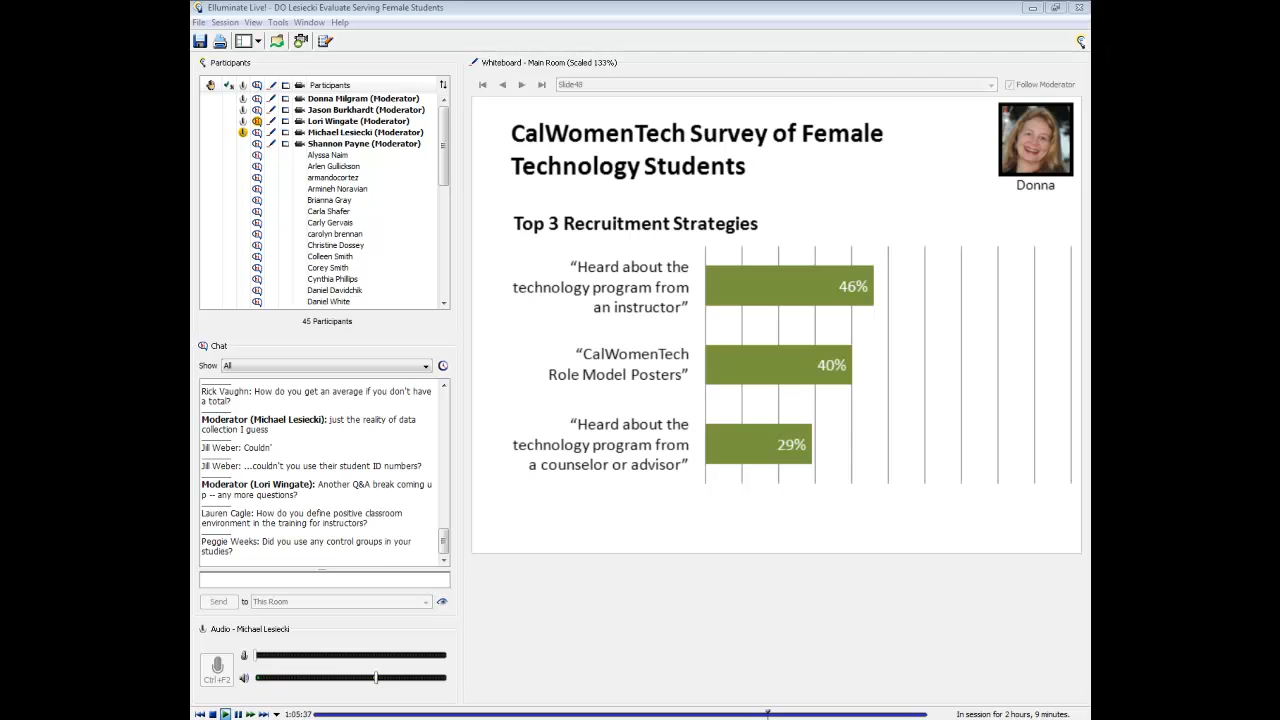 Elluminate Live! - DO Lesiecki Evaluate Serving Female Students
File Session View Tools Window Help
Participants
Participants
Donna Milgram (Moderator)
Jason Burkhardt (Moderator)
Lori Wingate (Moderator)
Michael Lesiecki (Moderator)
Shannon Payne (Moderator)
Alyssa Naim
Arlen Gullickson
armandocortez
Armineh Noravian
Brianna Gray
Carla Shafer
Carly Gervais
carolyn brennan
Christine Dossey
Colleen Smith
Corey Smith
Cynthia Phillips
Daniel Davidchik
Daniel White
45 Participants
Chat
Show All
Rick Vaughn: How do you get an average if you don't have
a total?
Moderator (Michael Lesiecki): just the reality of data
collection I guess
Jill Weber: Couldn'
Jill Weber: ...couldn't you use their student ID numbers?
Moderator (Lori Wingate): Another Q&A break coming u
p -- any more questions?
Lauren Cagle: How do you define positive classroom
environment in the training for instructors?
Peggie Weeks: Did you use any control groups in your
studies?
Send to This Room
Audio - Michael Lesiecki
Ctrl+F2
Whiteboard - Main Room (Scaled 133%)
Slide48
Follow Moderator
CalWomenTech Survey of Female
Technology Students
Donna
Top 3 Recruitment Strategies
“Heard about the
technology program from
an instructor”
46%
“CalWomenTech
Role Model Posters”
40%
“Heard about the
technology program from
a counselor or advisor”
29%
1:05:37
In session for 2 hours, 9 minutes.